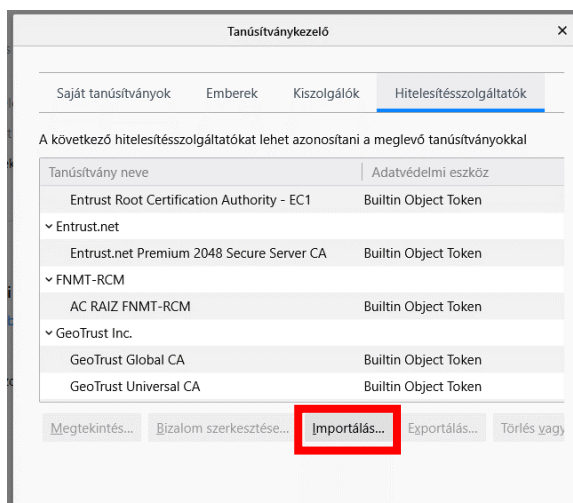 Tanúsítványkezelő
Saját tanúsítványok Emberek Kiszolgálók Hitelesítésszolgáltatók
A következő hitelesítésszolgáltatókat lehet azonosítani a meglevő tanúsítványokkal
Tanúsítvány neve Adatvédelmi eszköz
Entrust Root Certification Authority - EC1 Builtin Object Token
Entrust.net
Entrust.net Premium 2048 Secure Server CA Builtin Object Token
FNMT-RCM
AC RAIZ FNMT-RCM Builtin Object Token
GeoTrust Inc.
GeoTrust Global CA Builtin Object Token
GeoTrust Universal CA Builtin Object Token
Megtekintés... Bizalom szerkesztése... Importálás... Exportálás... Törlés vagy